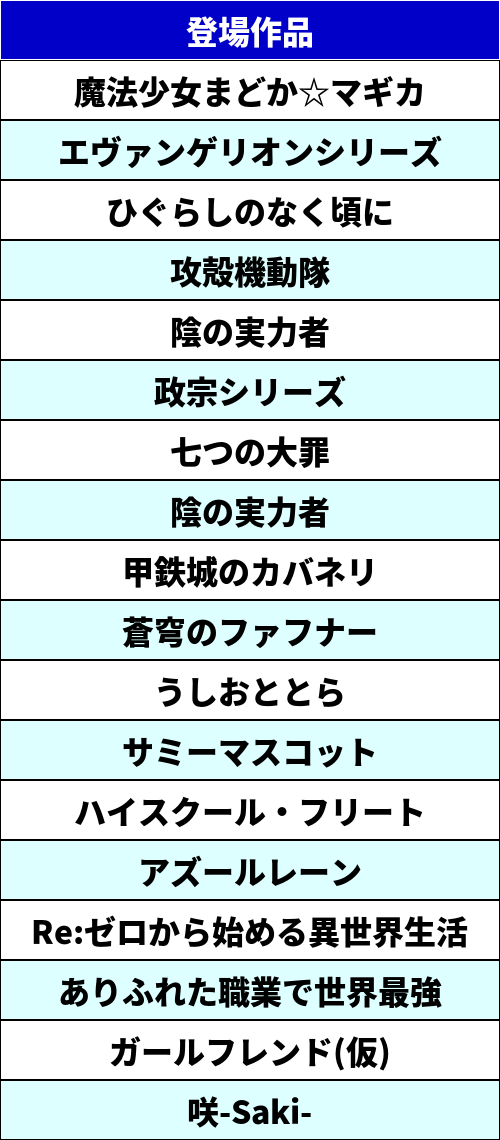 登場作品
魔法少女まどか☆マギカ
エヴァンゲリオンシリーズ
ひぐらしのなく頃に
攻殻機動隊
陰の実力者
政宗シリーズ
七つの大罪
陰の実力者
甲鉄城のカバネリ
蒼穹のファフナー
うしおととら
サミーマスコット
ハイスクール・フリート
アズールレーン
Re:ゼロから始める異世界生活
ありふれた職業で世界最強
ガールフレンド(仮)
咲-Saki-